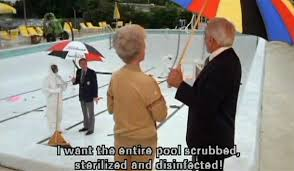 I want the entire pool scrubbed,
sterilized and disinfected!